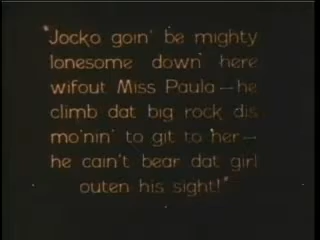 "Jocko goin' be mighty
lonesome down here
wifout Miss Paula—he
climb dat big rock dis
mo'nin' to git to her—
he cain't bear dat girl
outen his sight!"